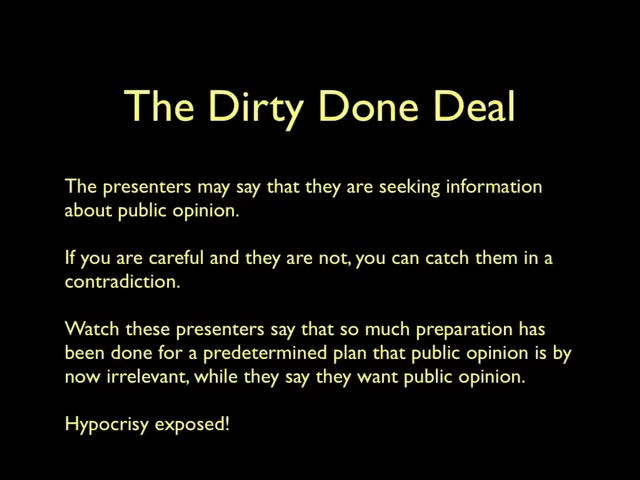 The Dirty Done Deal
The presenters may say that they are seeking information
about public opinion.
If you are careful and they are not, you can catch them in a
contradiction.
Watch these presenters say that so much preparation has
been done for a predetermined plan that public opinion is by
now irrelevant, while they say they want public opinion.
Hypocrisy exposed!